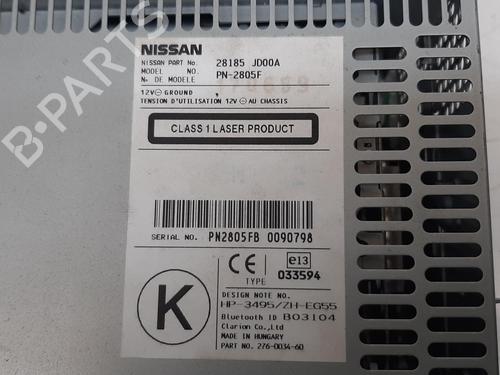 B-PARTS
NISSAN
NISSAN PART No. 28185 JD00A
MODEL NO. PN-2805F
No. DE MODELE
12V⊖GROUND
TENSION D'UTILISATION 12V⊖AU CHASSIS
CLASS 1 LASER PRODUCT
SERIAL NO. PN2805FB 0090798
CE e13
TYPE 033594
K
DESIGN NOTE NO.
HP-3495/ZH-EG55
Bluetooth ID B03104
Clarion Co.,Ltd
MADE IN HUNGARY
PART NO. 276-0034-60